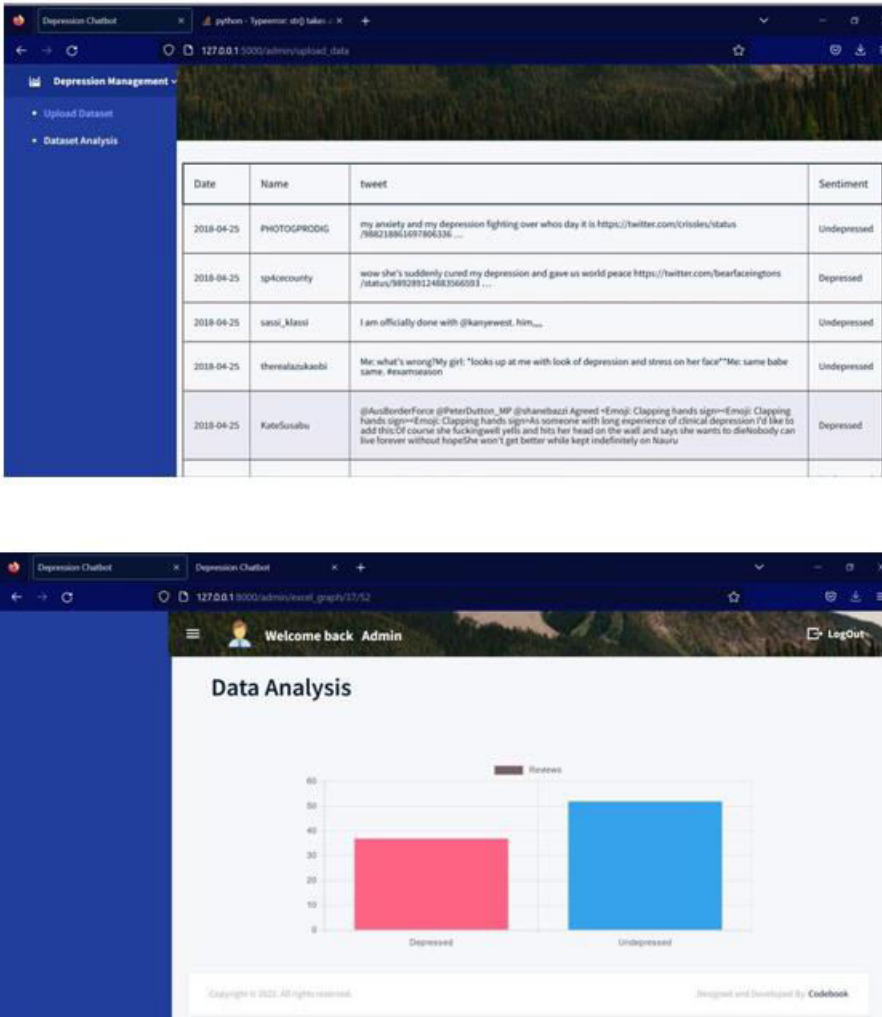 Depression Chatbot
python - Typeerror: str() takes
127.0.0.1:5000/admin/upload_data
Depression Management
Upload Dataset
Dataset Analysis
Date Name tweet Sentiment
2018-04-25 PHOTOGPRODIG my anxiety and my depression fighting over whos day it is https://twitter.com/crissles/status
/988218861697806336 ... Undepressed
2018-04-25 sp4cecounty wow she's suddenly cured my depression and gave us world peace https://twitter.com/bearfaceingtons
/status/989289124883566593 ... Depressed
2018-04-25 sassi_klassi I am officially done with @kanyewest. him,,,, Undepressed
2018-04-25 therealazukaobi Me: what's wrong?My girl: *looks up at me with look of depression and stress on her face**Me: same babe
same. #examseason Undepressed
2018-04-25 KateSusabu @AusBorderForce @PeterDutton_MP @shanebazzi Agreed <Emoji: Clapping hands sign><Emoji: Clapping
hands sign><Emoji: Clapping hands sign>As someone with long experience of clinical depression I'd like to
add this:Of course she fuckingwell yells and hits her head on the wall and says she wants to dieNobody can
live forever without hopeShe won't get better while kept indefinitely on Nauru Depressed
Depression Chatbot
Depression Chatbot
127.0.0.1:8000/admin/excel_graph/37/52
Welcome back Admin
LogOut
Data Analysis
Reviews
60
50
40
30
20
10
0
Depressed Undepressed
Copyright © 2022. All rights reserved.
Designed and Developed By Codebook